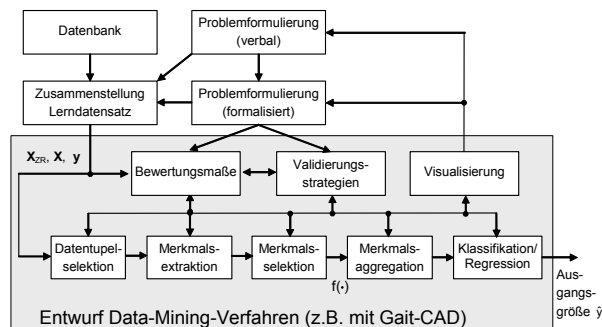 Datenbank
Problemformulierung
(verbal)
Zusammenstellung
Lerndatensatz
Problemformulierung
(formalisiert)
X_ZR, X, y
Bewertungsmaße
Validierungs-
strategien
Visualisierung
Datentupel-
selektion
Merkmals-
extraktion
Merkmals-
selektion
Merkmals-
aggregation
Klassifikation/
Regression
f(·)
Aus-
gangs-
größe ŷ
Entwurf Data-Mining-Verfahren (z.B. mit Gait-CAD)